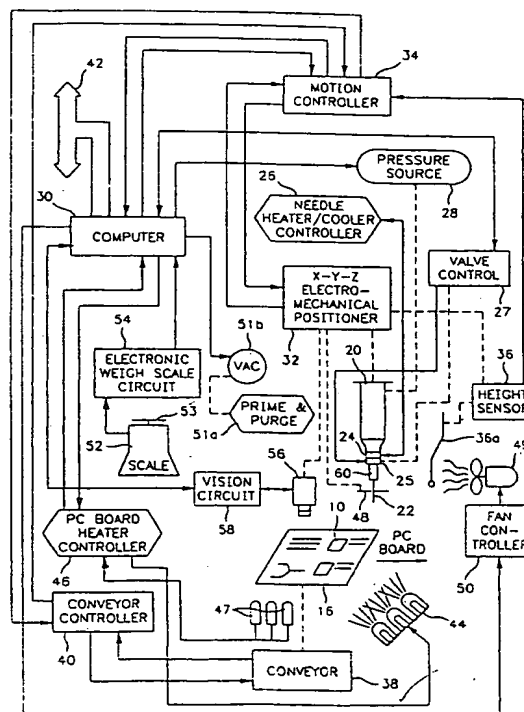 42
34
MOTION
CONTROLLER
PRESSURE
SOURCE
28
26
NEEDLE
HEATER/COOLER
CONTROLLER
30
COMPUTER
VALVE
CONTROL
27
X-Y-Z
ELECTRO-
MECHANICAL
POSITIONER
32
51b
VAC
54
ELECTRONIC
WEIGH SCALE
CIRCUIT
53
52
SCALE
PRIME &
PURGE
51a
20
24
60
25
48
22
36
HEIGHT
SENSOR
36a
49
56
VISION
CIRCUIT
58
PC BOARD
HEATER
CONTROLLER
46
10
PC
BOARD
16
FAN CON-
TROLLER
50
47
44
CONVEYOR
CONTROLLER
40
CONVEYOR
38